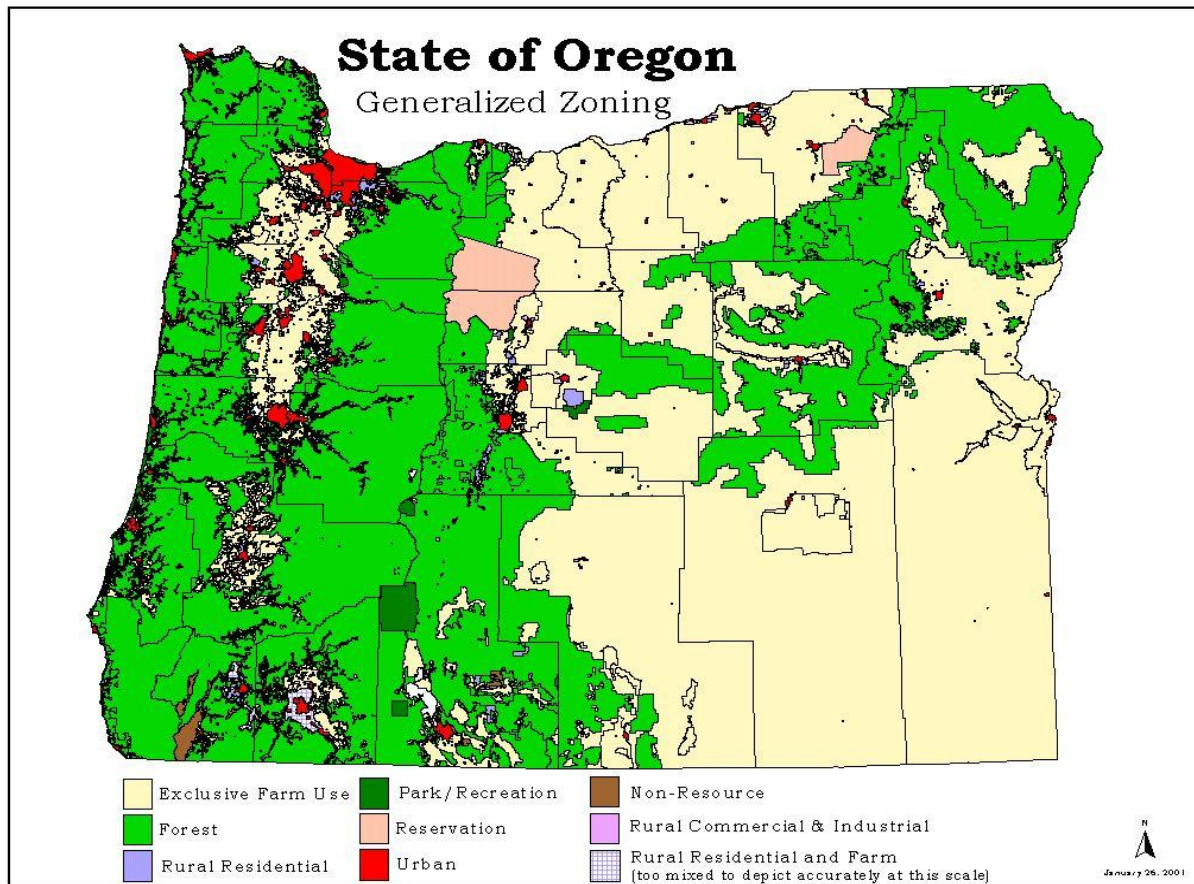 State of Oregon
Generalized Zoning
Exclusive Farm Use
Forest
Rural Residential
Park/Recreation
Reservation
Urban
Non-Resource
Rural Commercial & Industrial
Rural Residential and Farm
(too mixed to depict accurately at this scale)
N
January 26, 2001